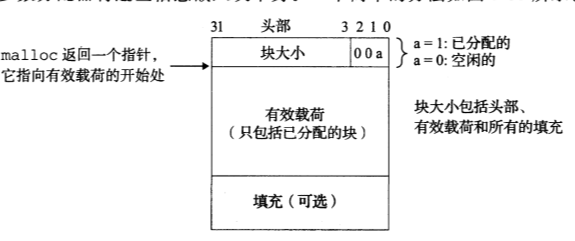 31 头部 3 2 1 0
malloc 返回一个指针，
它指向有效载荷的开始处
块大小
0 0 a
a = 1: 已分配的
a = 0: 空闲的
有效载荷
（只包括已分配的块）
块大小包括头部、
有效载荷和所有的填充
填充（可选）